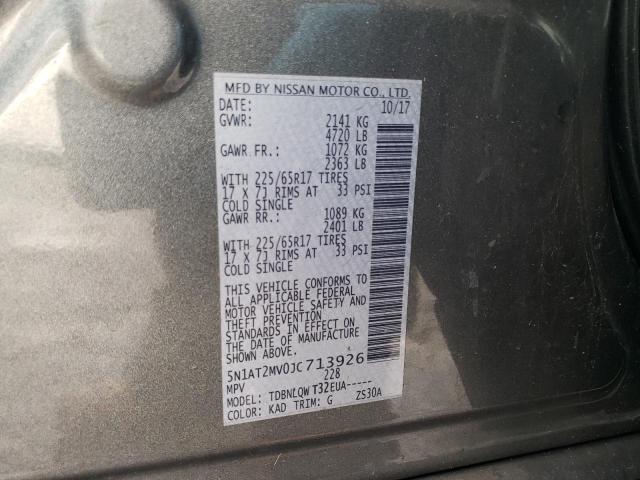 MFD BY NISSAN MOTOR CO., LTD.
DATE: 10/17
GVWR: 2141 KG
4720 LB
GAWR FR.: 1072 KG
2363 LB
WITH 225/65R17 TIRES
17 X 7J RIMS AT 33 PSI
COLD SINGLE
GAWR RR.: 1089 KG
2401 LB
WITH 225/65R17 TIRES
17 X 7J RIMS AT 33 PSI
COLD SINGLE
THIS VEHICLE CONFORMS TO
ALL APPLICABLE FEDERAL
MOTOR VEHICLE SAFETY AND
THEFT PREVENTION
STANDARDS IN EFFECT ON
THE DATE OF MANUFACTURE
SHOWN ABOVE.
5N1AT2MV0JC713926
MPV 228
MODEL: TDBNLQW T32EUA-----
COLOR: KAD TRIM: G ZS30A